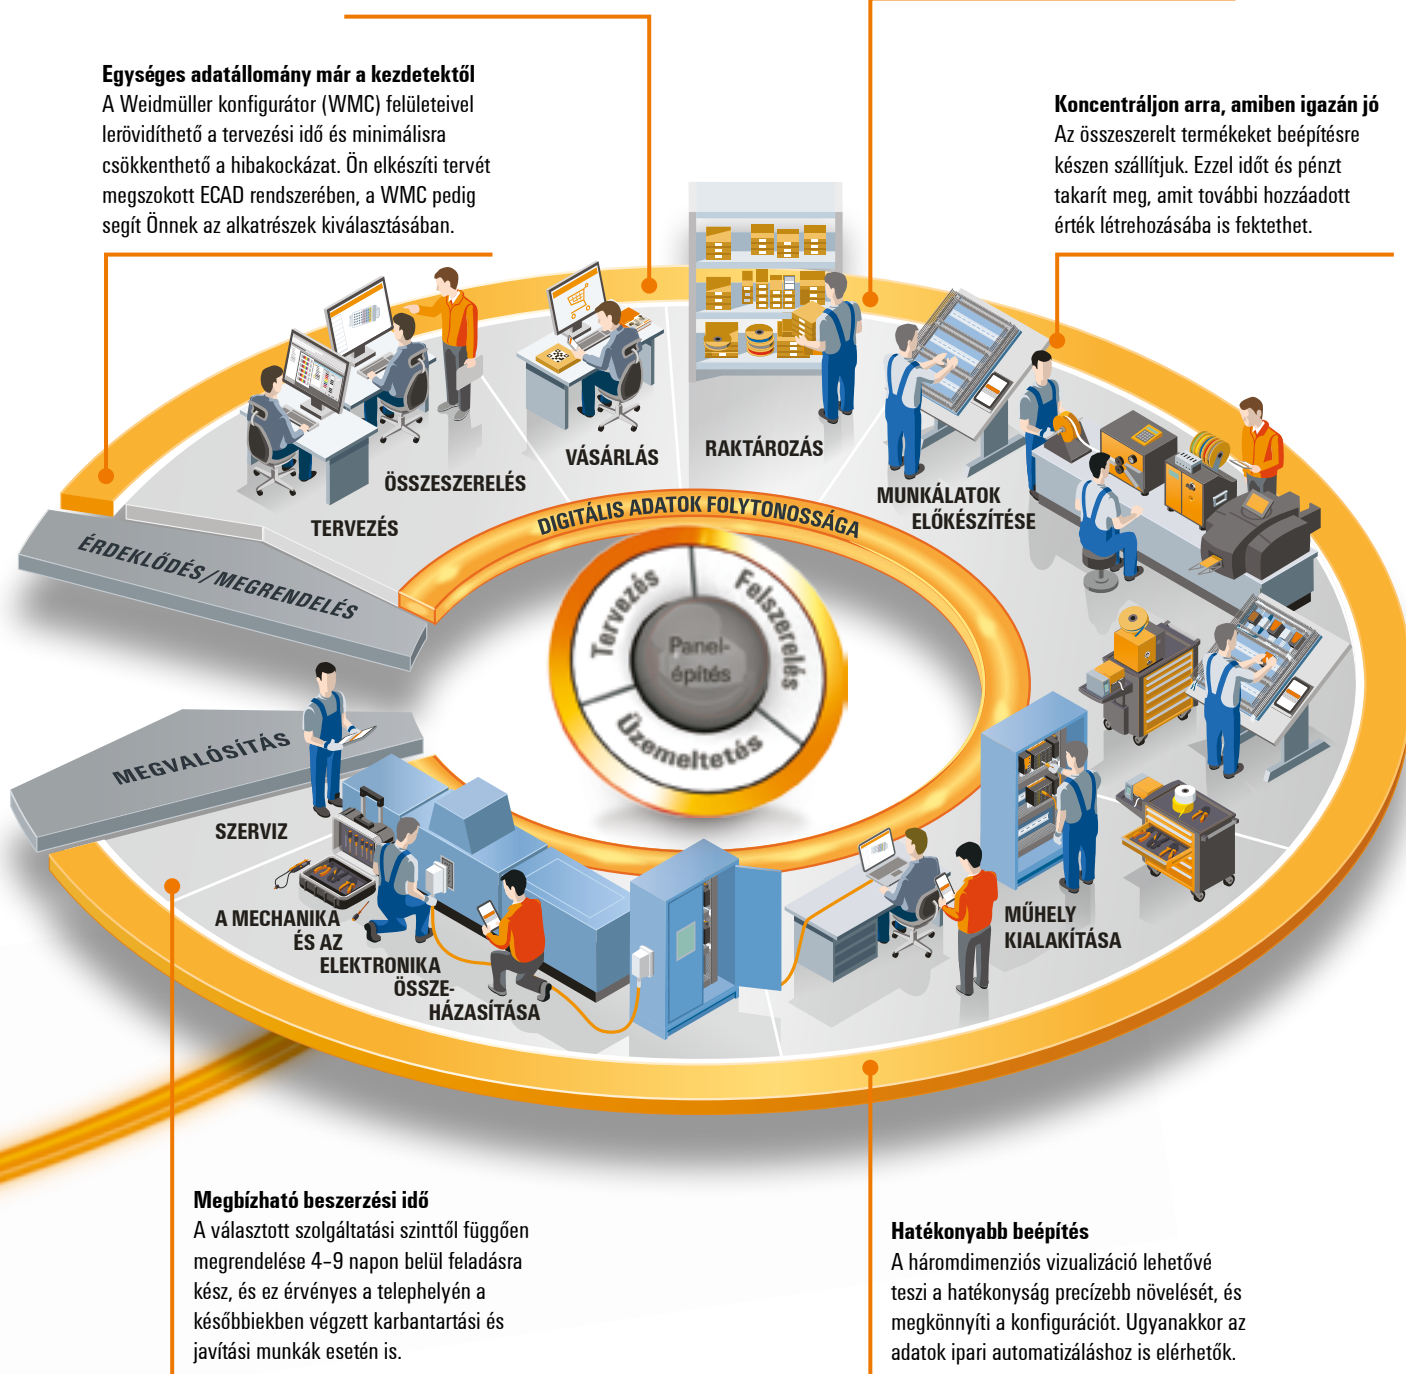 Egységes adatállomány már a kezdetektől
A Weidmüller konfigurátor (WMC) felületeivel
lerövidíthető a tervezési idő és minimálisra
csökkenthető a hibakockázat. Ön elkészíti tervét
megszokott ECAD rendszerében, a WMC pedig
segít Önnek az alkatrészek kiválasztásában.
Koncentráljon arra, amiben igazán jó
Az összeszerelt termékeket beépítésre
készen szállítjuk. Ezzel időt és pénzt
takarít meg, amit további hozzáadott
érték létrehozásába is fektethet.
ÉRDEKLŐDÉS/MEGRENDELÉS
TERVEZÉS
ÖSSZESZERELÉS
VÁSÁRLÁS
RAKTÁROZÁS
MUNKÁLATOK
ELŐKÉSZÍTÉSE
DIGITÁLIS ADATOK FOLYTONOSSÁGA
Tervezés
Felszerelés
Panel-
építés
Üzemeltetés
MEGVALÓSÍTÁS
SZERVIZ
A MECHANIKA
ÉS AZ
ELEKTRONIKA
ÖSSZE-
HÁZASÍTÁSA
MŰHELY
KIALAKÍTÁSA
Megbízható beszerzési idő
A választott szolgáltatási szinttől függően
megrendelése 4–9 napon belül feladásra
kész, és ez érvényes a telephelyén a
későbbiekben végzett karbantartási és
javítási munkák esetén is.
Hatékonyabb beépítés
A háromdimenziós vizualizáció lehetővé
teszi a hatékonyság precízebb növelését, és
megkönnyíti a konfigurációt. Ugyanakkor az
adatok ipari automatizáláshoz is elérhetők.